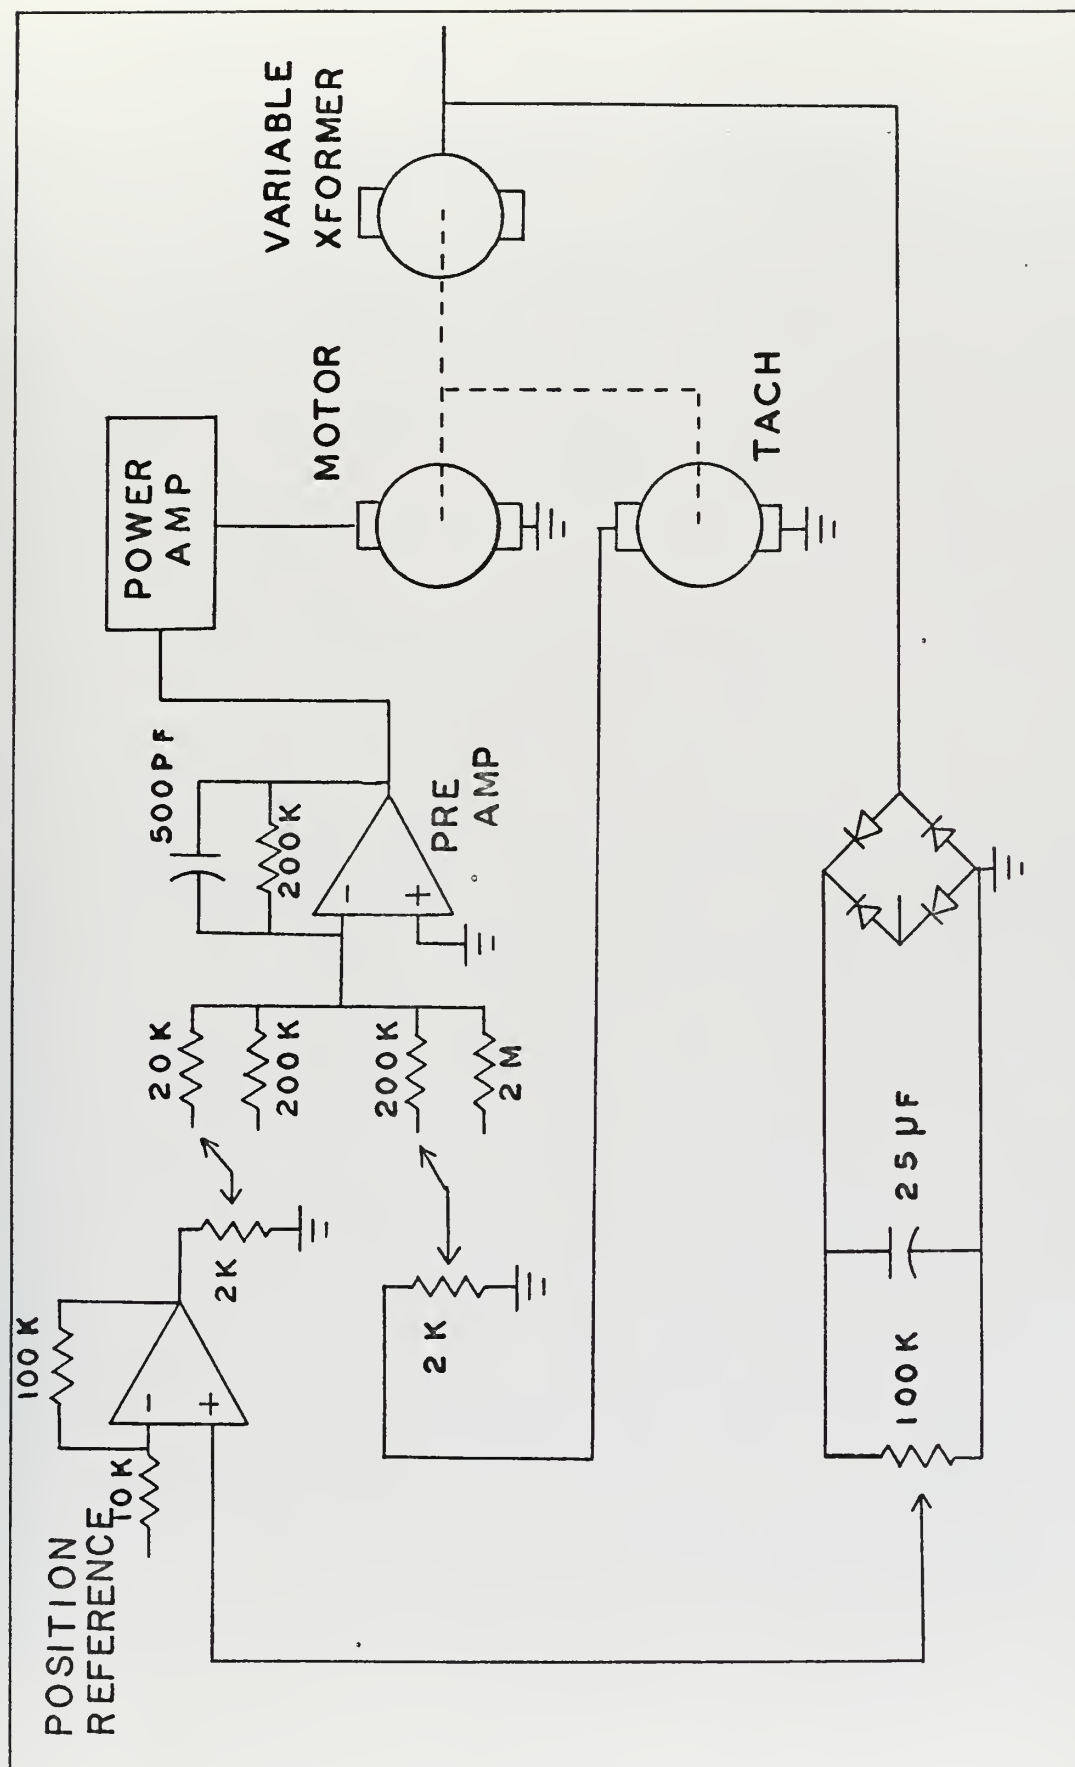 POSITION
REFERENCE
10K
100K
2K
20K
200K
500PF
200K
PRE
AMP
POWER
AMP
MOTOR
VARIABLE
XFORMER
2K
200K
2M
TACH
100K
25µF
-
+
-
+